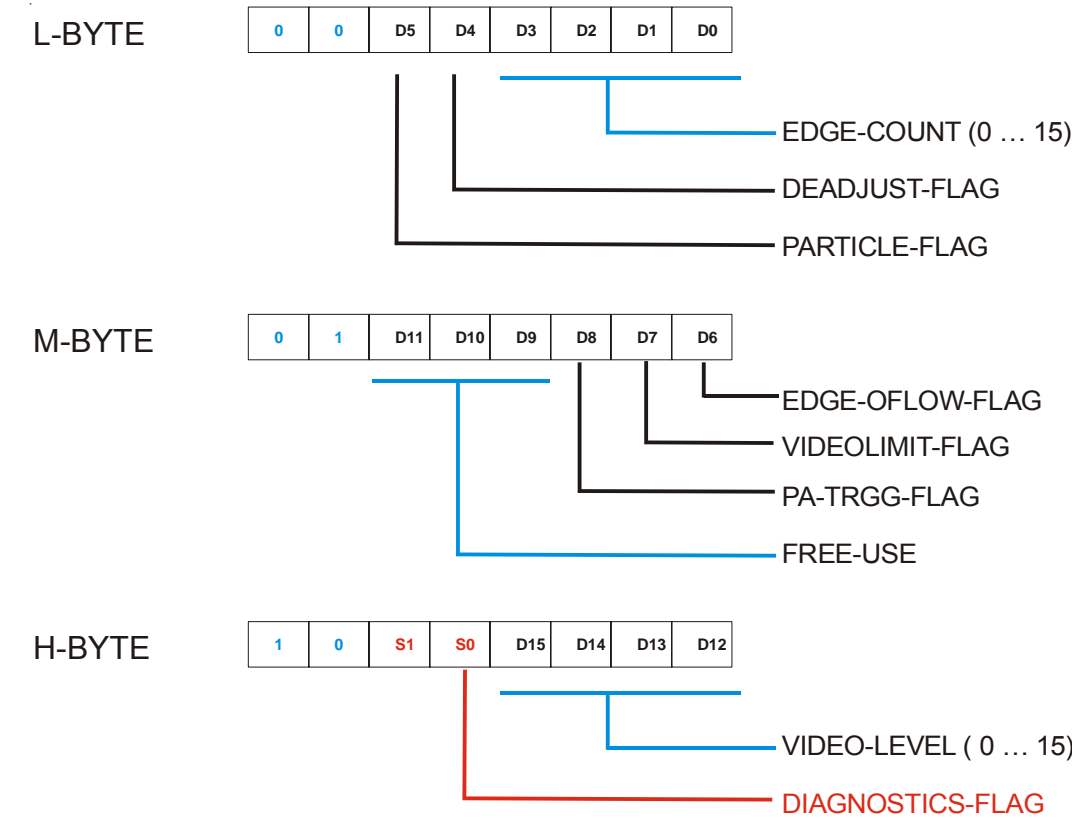 L-BYTE 0 0 D5 D4 D3 D2 D1 D0
EDGE-COUNT (0 … 15)
DEADJUST-FLAG
PARTICLE-FLAG
M-BYTE 0 1 D11 D10 D9 D8 D7 D6
EDGE-OFLOW-FLAG
VIDEOLIMIT-FLAG
PA-TRGG-FLAG
FREE-USE
H-BYTE 1 0 S1 S0 D15 D14 D13 D12
VIDEO-LEVEL ( 0 … 15)
DIAGNOSTICS-FLAG